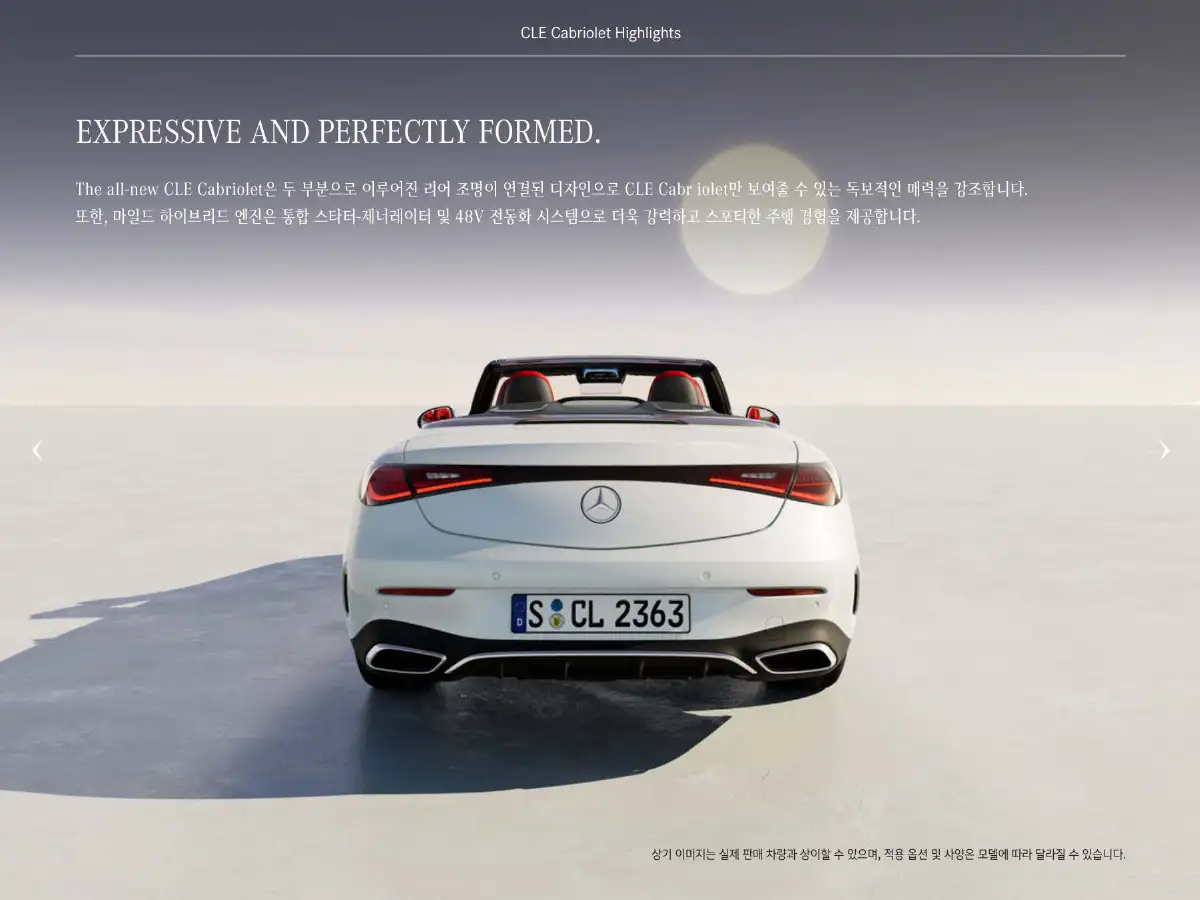 CLE Cabriolet Highlights
EXPRESSIVE AND PERFECTLY FORMED.
The all-new CLE Cabriolet은 두 부분으로 이루어진 리어 조명이 연결된 디자인으로 CLE Cabr iolet만 보여줄 수 있는 독보적인 매력을 강조합니다.
또한, 마일드 하이브리드 엔진은 통합 스타터-제너레이터 및 48V 전동화 시스템으로 더욱 강력하고 스포티한 주행 경험을 제공합니다.
D S CL 2363
상기 이미지는 실제 판매 차량과 상이할 수 있으며, 적용 옵션 및 사양은 모델에 따라 달라질 수 있습니다.